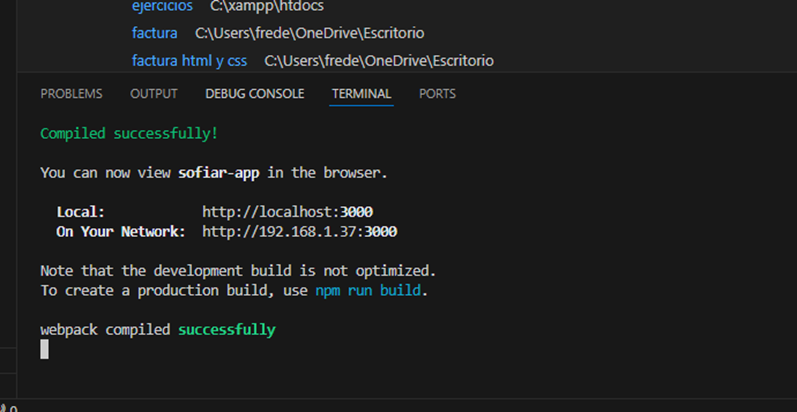 ejercicios C:\xampp\htdocs
factura C:\Users\frede\OneDrive\Escritorio
factura html y css C:\Users\frede\OneDrive\Escritorio
PROBLEMS OUTPUT DEBUG CONSOLE TERMINAL PORTS
Compiled successfully!
You can now view sofiar-app in the browser.
Local: http://localhost:3000
On Your Network: http://192.168.1.37:3000
Note that the development build is not optimized.
To create a production build, use npm run build.
webpack compiled successfully
0